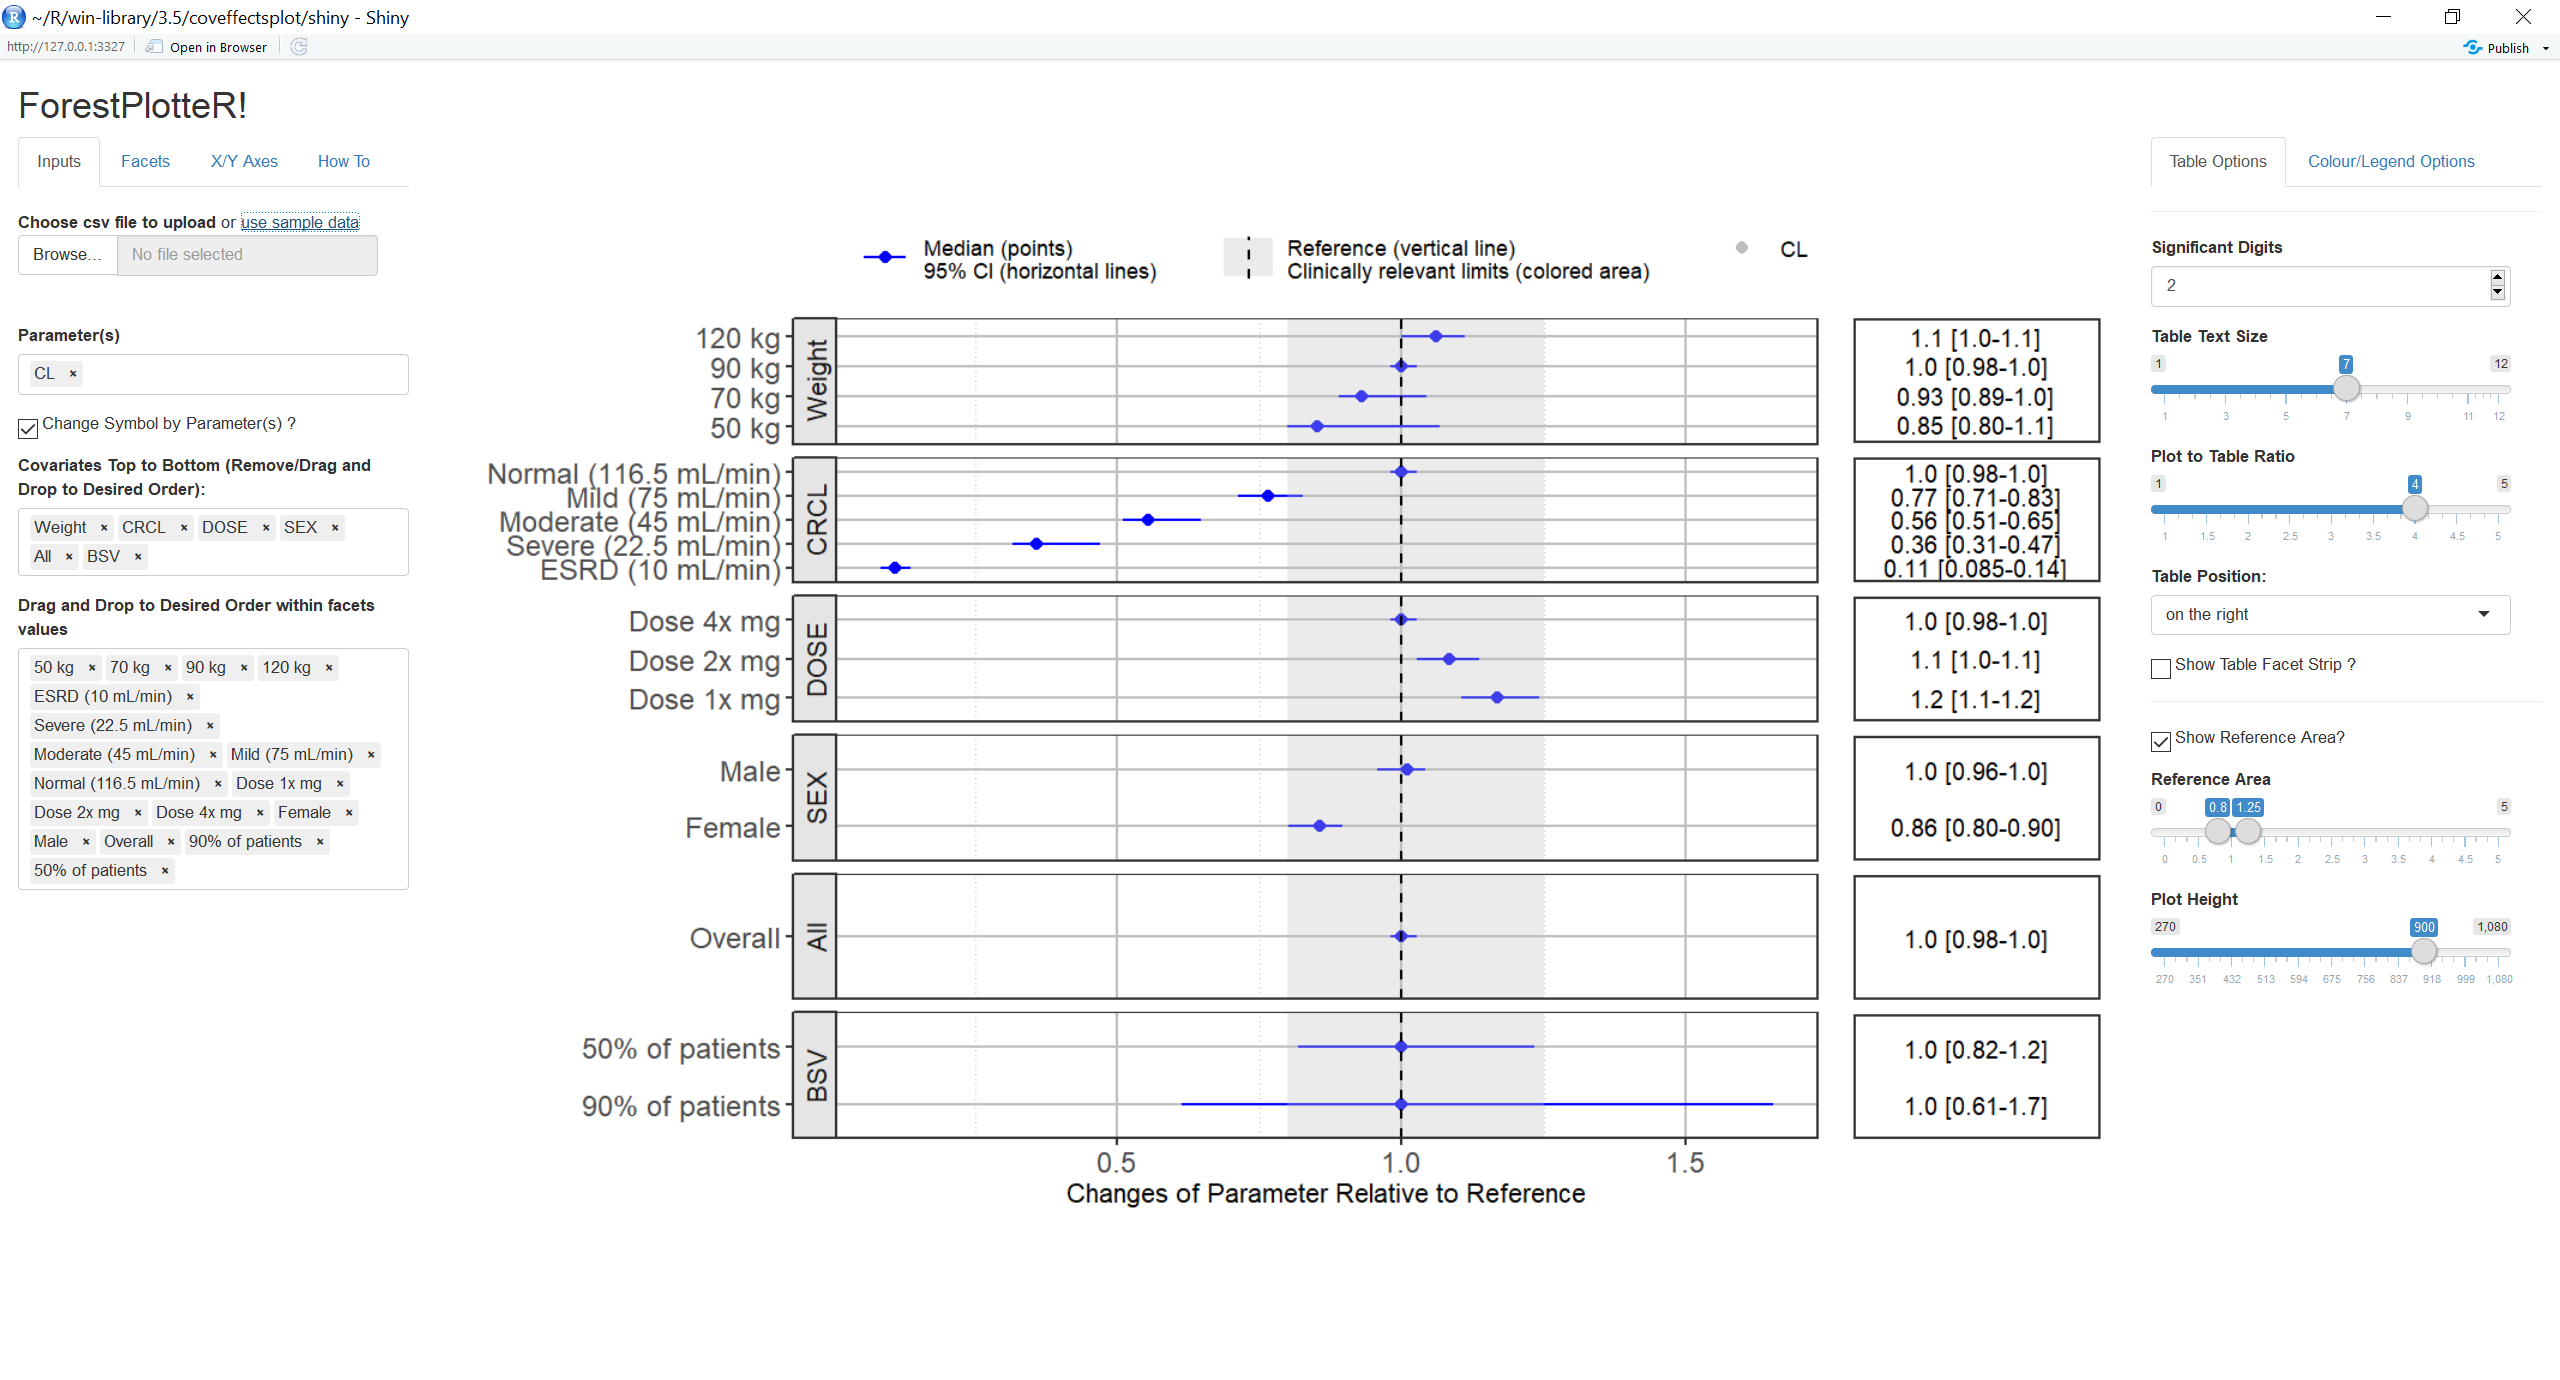 ~/R/win-library/3.5/coveffectsplot/shiny - Shiny
http://127.0.0.1:3327 Open in Browser Publish
ForestPlotteR!
Inputs Facets X/Y Axes How To
Choose csv file to upload or use sample data
Browse... No file selected
Parameter(s)
CL ×
Change Symbol by Parameter(s) ?
Covariates Top to Bottom (Remove/Drag and
Drop to Desired Order):
Weight × CRCL × DOSE × SEX ×
All × BSV ×
Drag and Drop to Desired Order within facets
values
50 kg × 70 kg × 90 kg × 120 kg ×
ESRD (10 mL/min) ×
Severe (22.5 mL/min) ×
Moderate (45 mL/min) × Mild (75 mL/min) ×
Normal (116.5 mL/min) × Dose 1x mg ×
Dose 2x mg × Dose 4x mg × Female ×
Male × Overall × 90% of patients ×
50% of patients ×
Median (points)
95% CI (horizontal lines)
Reference (vertical line)
Clinically relevant limits (colored area)
CL
Weight
120 kg 1.1 [1.0-1.1]
90 kg 1.0 [0.98-1.0]
70 kg 0.93 [0.89-1.0]
50 kg 0.85 [0.80-1.1]
CRCL
Normal (116.5 mL/min) 1.0 [0.98-1.0]
Mild (75 mL/min) 0.77 [0.71-0.83]
Moderate (45 mL/min) 0.56 [0.51-0.65]
Severe (22.5 mL/min) 0.36 [0.31-0.47]
ESRD (10 mL/min) 0.11 [0.085-0.14]
DOSE
Dose 4x mg 1.0 [0.98-1.0]
Dose 2x mg 1.1 [1.0-1.1]
Dose 1x mg 1.2 [1.1-1.2]
SEX
Male 1.0 [0.96-1.0]
Female 0.86 [0.80-0.90]
All
Overall 1.0 [0.98-1.0]
BSV
50% of patients 1.0 [0.82-1.2]
90% of patients 1.0 [0.61-1.7]
0.5 1.0 1.5
Changes of Parameter Relative to Reference
Table Options Colour/Legend Options
Significant Digits
2
Table Text Size
1 7 12
1 3 5 7 9 11 12
Plot to Table Ratio
1 4 5
1 1.5 2 2.5 3 3.5 4 4.5 5
Table Position:
on the right
Show Table Facet Strip ?
Show Reference Area?
Reference Area
0 0.8 1.25 5
0 0.5 1 1.5 2 2.5 3 3.5 4 4.5 5
Plot Height
270 900 1,080
270 351 432 513 594 675 756 837 918 999 1,080